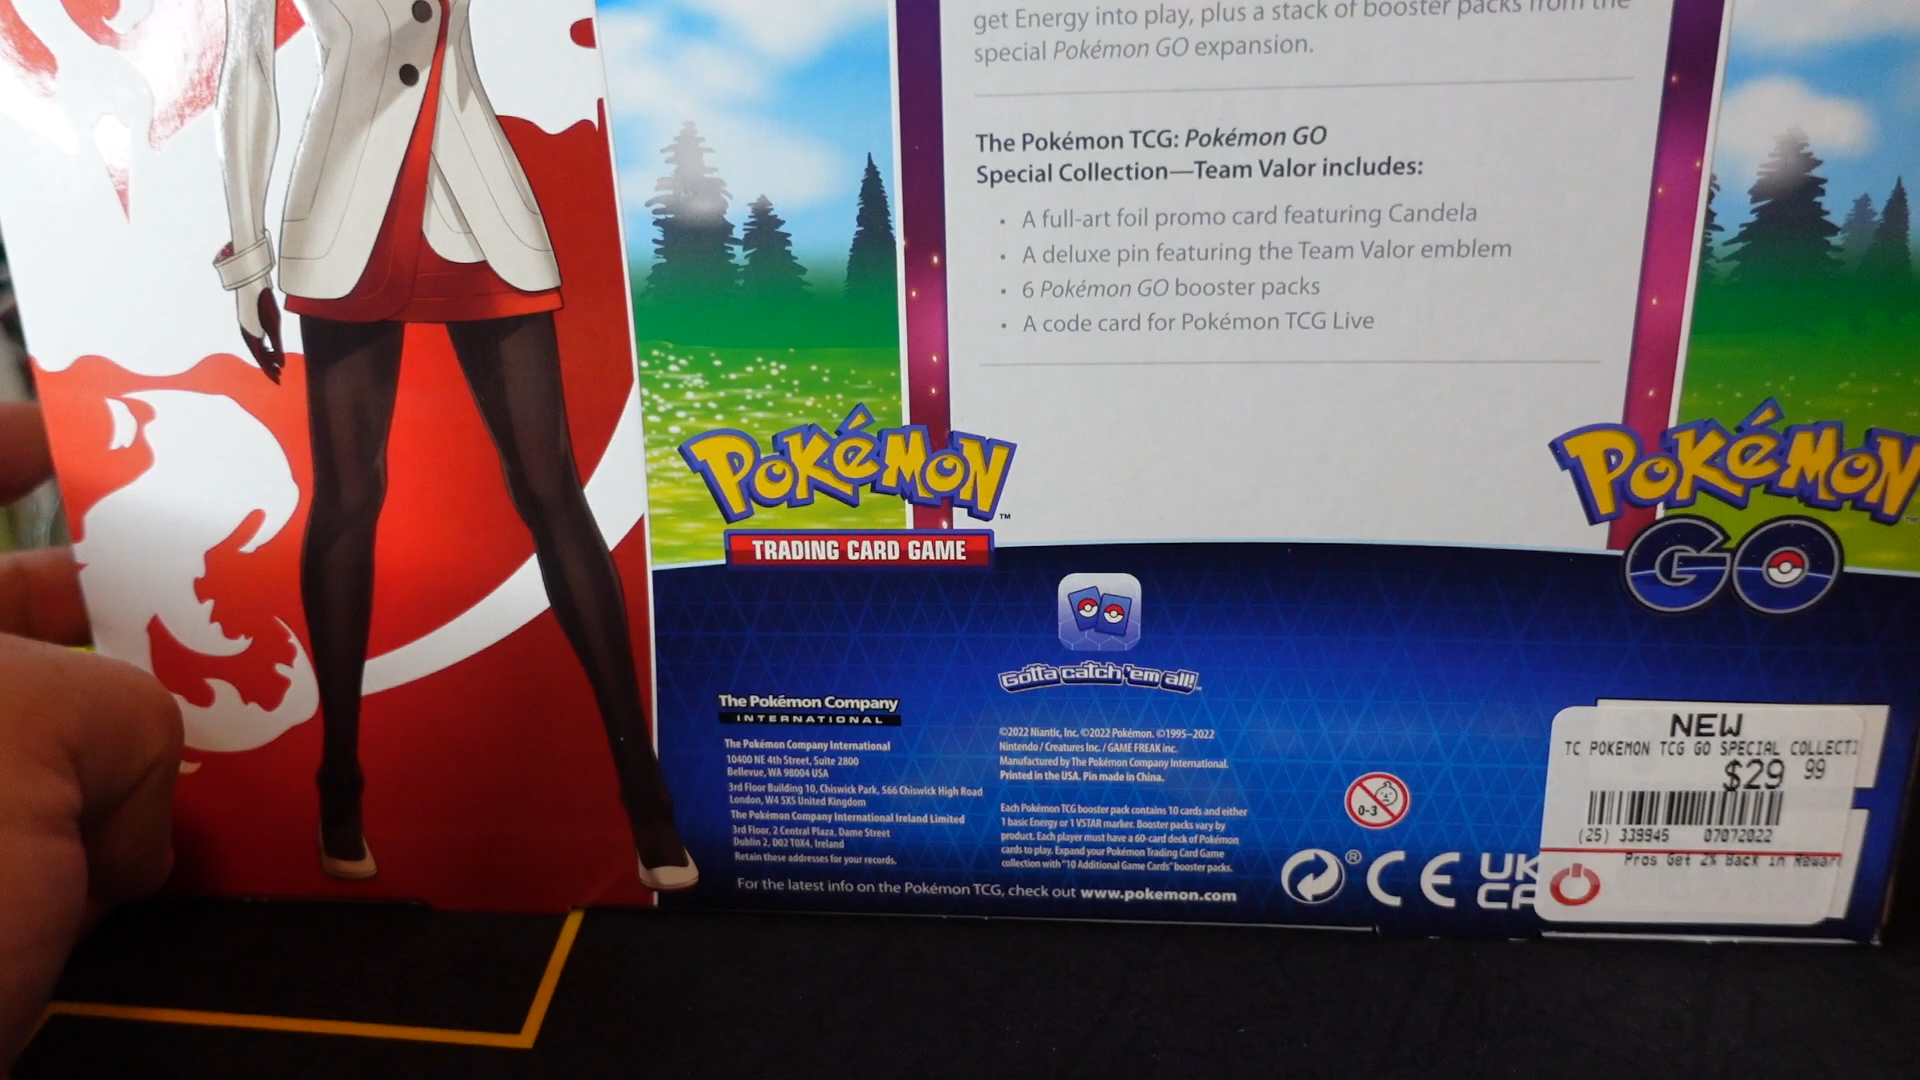 get Energy into play, plus a stack of booster packs from the
special Pokémon GO expansion.
The Pokémon TCG: Pokémon GO
Special Collection—Team Valor includes:
• A full-art foil promo card featuring Candela
• A deluxe pin featuring the Team Valor emblem
• 6 Pokémon GO booster packs
• A code card for Pokémon TCG Live
POKéMON ™
TRADING CARD GAME
POKéMON ™
GO
Gotta catch 'em all! ™
The Pokémon Company
INTERNATIONAL
The Pokémon Company International
10400 NE 4th Street, Suite 2800
Bellevue, WA 98004 USA
3rd Floor Building 10, Chiswick Park, 566 Chiswick High Road
London, W4 5XS United Kingdom
The Pokémon Company International Ireland Limited
3rd Floor, 2 Central Plaza, Dame Street
Dublin 2, D02 T0X4, Ireland
Retain these addresses for your records.
©2022 Niantic, Inc. ©2022 Pokémon. ©1995–2022
Nintendo / Creatures Inc. / GAME FREAK inc.
Manufactured by The Pokémon Company International.
Printed in the USA. Pin made in China.
Each Pokémon TCG booster pack contains 10 cards and either
1 basic Energy or 1 VSTAR marker. Booster packs vary by
product. Each player must have a 60-card deck of Pokémon
cards to play. Expand your Pokémon Trading Card Game
collection with "10 Additional Game Cards" booster packs.
For the latest info on the Pokémon TCG, check out www.pokemon.com
0-3
® CE UK
CA
NEW
TC POKEMON TCG GO SPECIAL COLLECTI
$29 99
(25) 339945 07072022
Pros Get 2% Back in Rewar